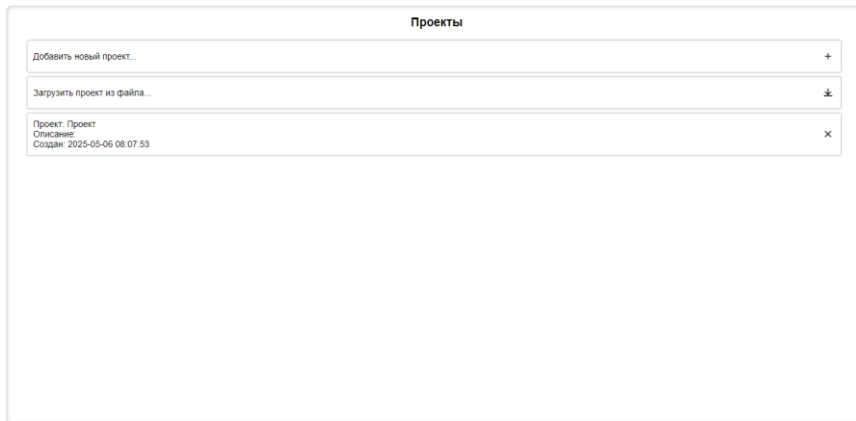 Проекты
Добавить новый проект...
Загрузить проект из файла...
Проект: Проект
Описание:
Создан: 2025-05-06 08:07:53